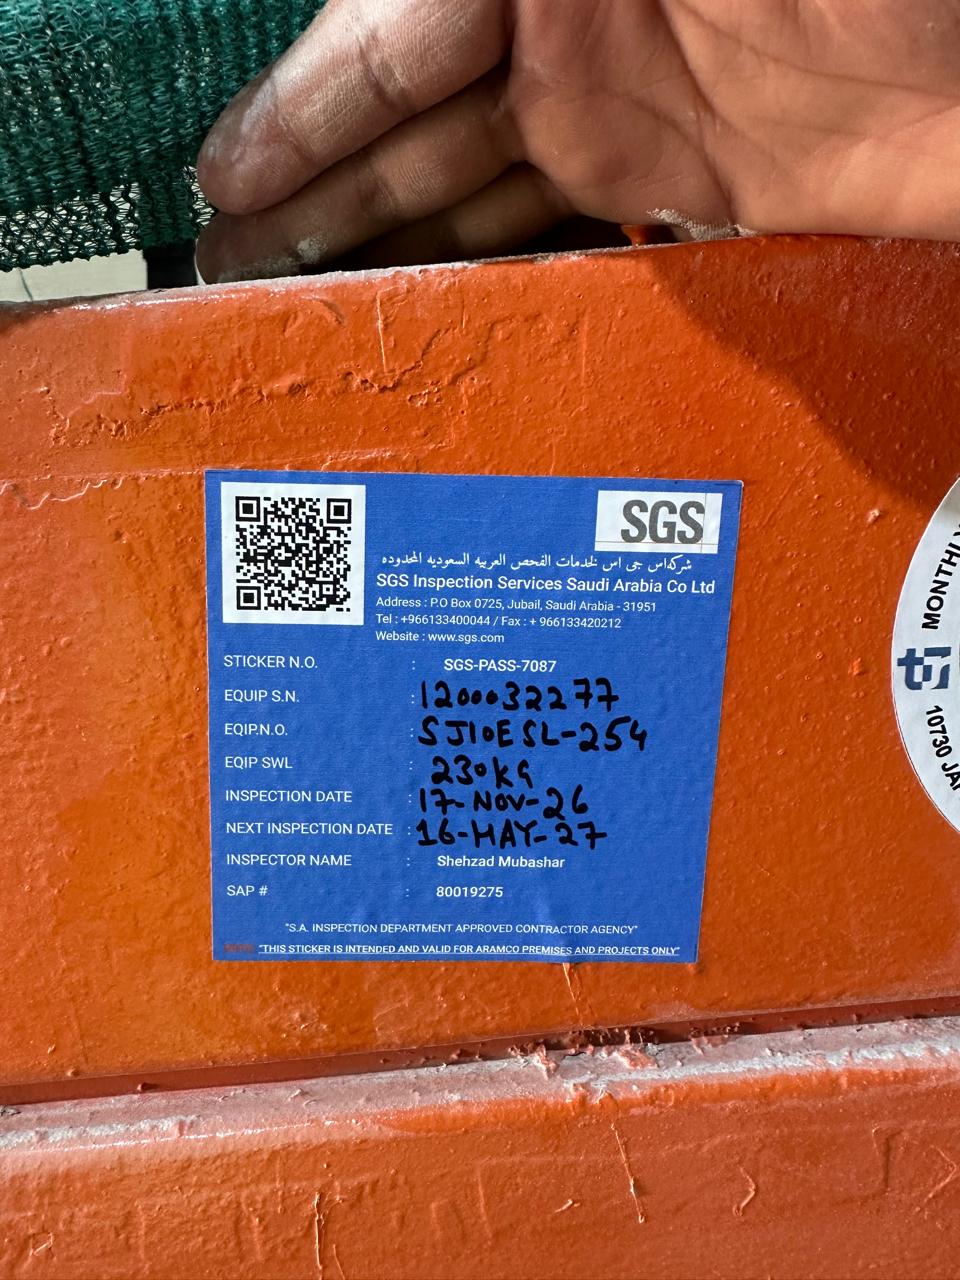 SGS
شركةاس جى اس لخدمات الفحص العربيه السعوديه المحدوده
SGS Inspection Services Saudi Arabia Co Ltd
Address : P.O Box 0725, Jubail, Saudi Arabia - 31951
Tel : +966133400044 / Fax : + 966133420212
Website : www.sgs.com
STICKER N.O. : SGS-PASS-7087
EQUIP S.N. : 1200032277
EQIP.N.O. : SJ10ESL-254
EQIP SWL : 230kg
INSPECTION DATE : 17-NOV-26
NEXT INSPECTION DATE : 16-MAY-27
INSPECTOR NAME : Shehzad Mubashar
SAP # : 80019275
"S.A. INSPECTION DEPARTMENT APPROVED CONTRACTOR AGENCY"
"THIS STICKER IS INTENDED AND VALID FOR ARAMCO PREMISES AND PROJECTS ONLY"
MONTHLY
10730